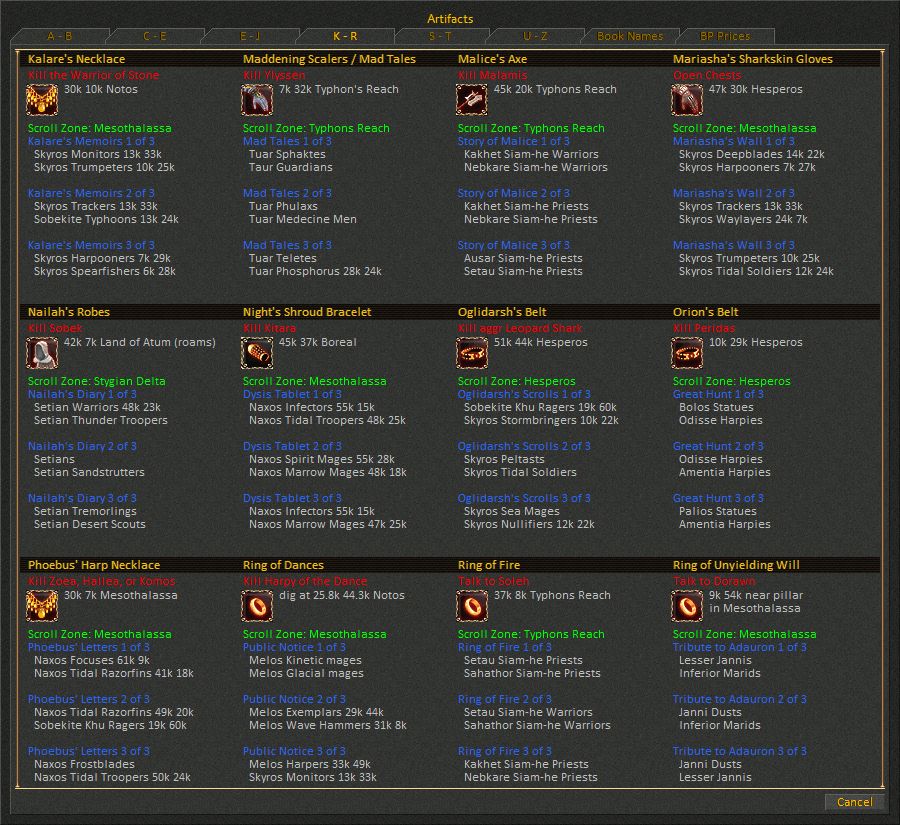 Artifacts
A - B
C - E
E - J
K - R
S - T
U - Z
Book Names
BP Prices
Kalare's Necklace
Kill the Warrior of Stone
30k 10k Notos
Scroll Zone: Mesothalassa
Kalare's Memoirs 1 of 3
Skyros Monitors 13k 33k
Skyros Trumpeters 10k 25k
Kalare's Memoirs 2 of 3
Skyros Trackers 13k 33k
Sobekite Typhoons 13k 24k
Kalare's Memoirs 3 of 3
Skyros Harpooners 7k 29k
Skyros Spearfishers 6k 28k
Maddening Scalers / Mad Tales
Kill Ylyssen
7k 32k Typhon's Reach
Scroll Zone: Typhons Reach
Mad Tales 1 of 3
Tuar Sphaktes
Taur Guardians
Mad Tales 2 of 3
Tuar Phulaxs
Tuar Medecine Men
Mad Tales 3 of 3
Tuar Teletes
Tuar Phosphorus 28k 24k
Malice's Axe
Kill Malamis
45k 20k Typhons Reach
Scroll Zone: Typhons Reach
Story of Malice 1 of 3
Kakhet Siam-he Warriors
Nebkare Siam-he Warriors
Story of Malice 2 of 3
Kakhet Siam-he Priests
Nebkare Siam-he Priests
Story of Malice 3 of 3
Ausar Siam-he Priests
Setau Siam-he Priests
Mariasha's Sharkskin Gloves
Open Chests
47k 30k Hesperos
Scroll Zone: Mesothalassa
Mariasha's Wall 1 of 3
Skyros Deepblades 14k 22k
Skyros Harpooners 7k 27k
Mariasha's Wall 2 of 3
Skyros Trackers 13k 33k
Skyros Waylayers 24k 7k
Mariasha's Wall 3 of 3
Skyros Trumpeters 10k 25k
Skyros Tidal Soldiers 12k 24k
Nailah's Robes
Kill Sobek
42k 7k Land of Atum (roams)
Scroll Zone: Stygian Delta
Nailah's Diary 1 of 3
Setian Warriors 48k 23k
Setian Thunder Troopers
Nailah's Diary 2 of 3
Setians
Setian Sandstrutters
Nailah's Diary 3 of 3
Setian Tremorlings
Setian Desert Scouts
Night's Shroud Bracelet
Kill Kitara
45k 37k Boreal
Scroll Zone: Mesothalassa
Dysis Tablet 1 of 3
Naxos Infectors 55k 15k
Naxos Tidal Troopers 48k 25k
Dysis Tablet 2 of 3
Naxos Spirit Mages 55k 28k
Naxos Marrow Mages 48k 18k
Dysis Tablet 3 of 3
Naxos Infectors 55k 15k
Naxos Marrow Mages 47k 25k
Oglidarsh's Belt
Kill aggr Leopard Shark
51k 44k Hesperos
Scroll Zone: Hesperos
Oglidarsh's Scrolls 1 of 3
Sobekite Khu Ragers 19k 60k
Skyros Stormbringers 10k 22k
Oglidarsh's Scrolls 2 of 3
Skyros Peltasts
Skyros Tidal Soldiers
Oglidarsh's Scrolls 3 of 3
Skyros Sea Mages
Skyros Nullifiers 12k 22k
Orion's Belt
Kill Peridas
10k 29k Hesperos
Scroll Zone: Hesperos
Great Hunt 1 of 3
Bolos Statues
Odisse Harpies
Great Hunt 2 of 3
Odisse Harpies
Amentia Harpies
Great Hunt 3 of 3
Palios Statues
Amentia Harpies
Phoebus' Harp Necklace
Kill Zoea, Hallea, or Komos
30k 7k Mesothalassa
Scroll Zone: Mesothalassa
Phoebus' Letters 1 of 3
Naxos Focuses 61k 9k
Naxos Tidal Razorfins 41k 18k
Phoebus' Letters 2 of 3
Naxos Tidal Razorfins 49k 20k
Sobekite Khu Ragers 19k 60k
Phoebus' Letters 3 of 3
Naxos Frostblades
Naxos Tidal Troopers 50k 24k
Ring of Dances
Kill Harpy of the Dance
dig at 25.8k 44.3k Notos
Scroll Zone: Mesothalassa
Public Notice 1 of 3
Melos Kinetic mages
Melos Glacial mages
Public Notice 2 of 3
Melos Exemplars 29k 44k
Melos Wave Hammers 31k 8k
Public Notice 3 of 3
Melos Harpers 33k 49k
Skyros Monitors 13k 33k
Ring of Fire
Talk to Soleh
37k 8k Typhons Reach
Scroll Zone: Typhons Reach
Ring of Fire 1 of 3
Setau Siam-he Priests
Sahathor Siam-he Priests
Ring of Fire 2 of 3
Setau Siam-he Warriors
Sahathor Siam-he Warriors
Ring of Fire 3 of 3
Kakhet Siam-he Priests
Nebkare Siam-he Priests
Ring of Unyielding Will
Talk to Dorawn
9k 54k near pillar
in Mesothalassa
Scroll Zone: Mesothalassa
Tribute to Adauron 1 of 3
Lesser Jannis
Inferior Marids
Tribute to Adauron 2 of 3
Janni Dusts
Inferior Marids
Tribute to Adauron 3 of 3
Janni Dusts
Lesser Jannis
Cancel